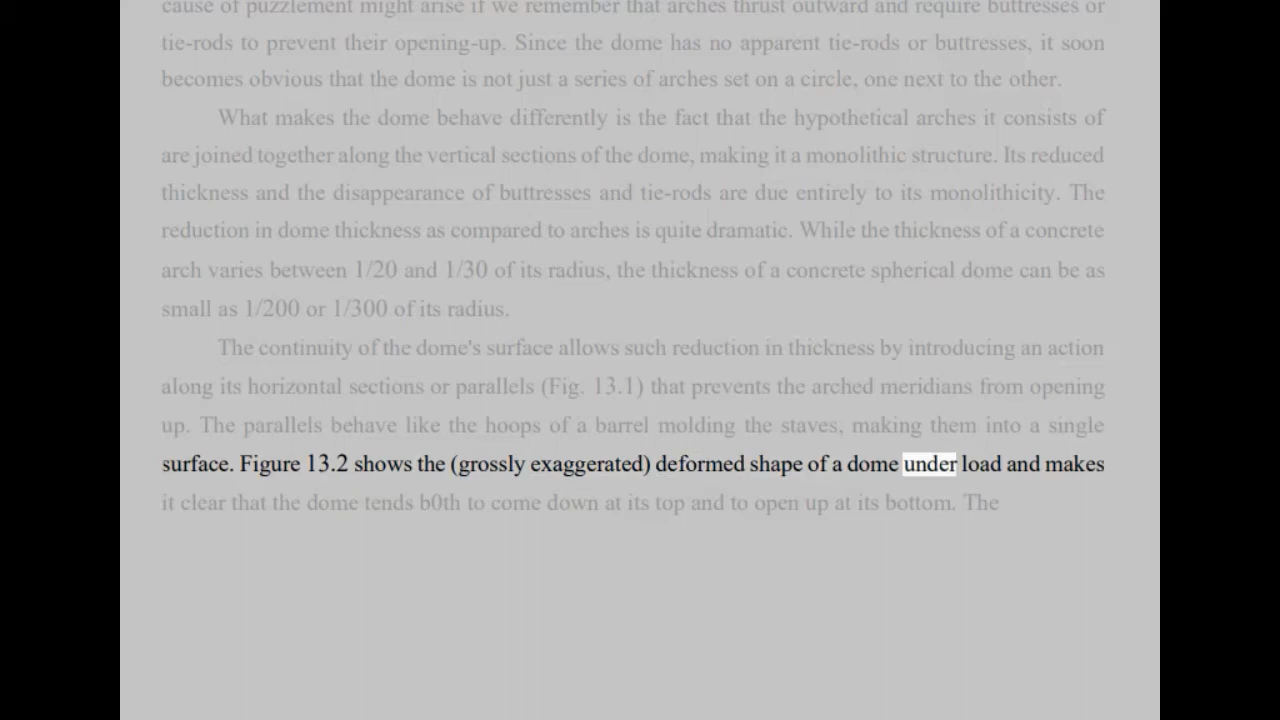 cause of puzzlement might arise if we remember that arches thrust outward and require buttresses or
tie-rods to prevent their opening-up. Since the dome has no apparent tie-rods or buttresses, it soon
becomes obvious that the dome is not just a series of arches set on a circle, one next to the other.
What makes the dome behave differently is the fact that the hypothetical arches it consists of
are joined together along the vertical sections of the dome, making it a monolithic structure. Its reduced
thickness and the disappearance of buttresses and tie-rods are due entirely to its monolithicity. The
reduction in dome thickness as compared to arches is quite dramatic. While the thickness of a concrete
arch varies between 1/20 and 1/30 of its radius, the thickness of a concrete spherical dome can be as
small as 1/200 or 1/300 of its radius.
The continuity of the dome's surface allows such reduction in thickness by introducing an action
along its horizontal sections or parallels (Fig. 13.1) that prevents the arched meridians from opening
up. The parallels behave like the hoops of a barrel molding the staves, making them into a single
surface. Figure 13.2 shows the (grossly exaggerated) deformed shape of a dome under load and makes
it clear that the dome tends b0th to come down at its top and to open up at its bottom. The